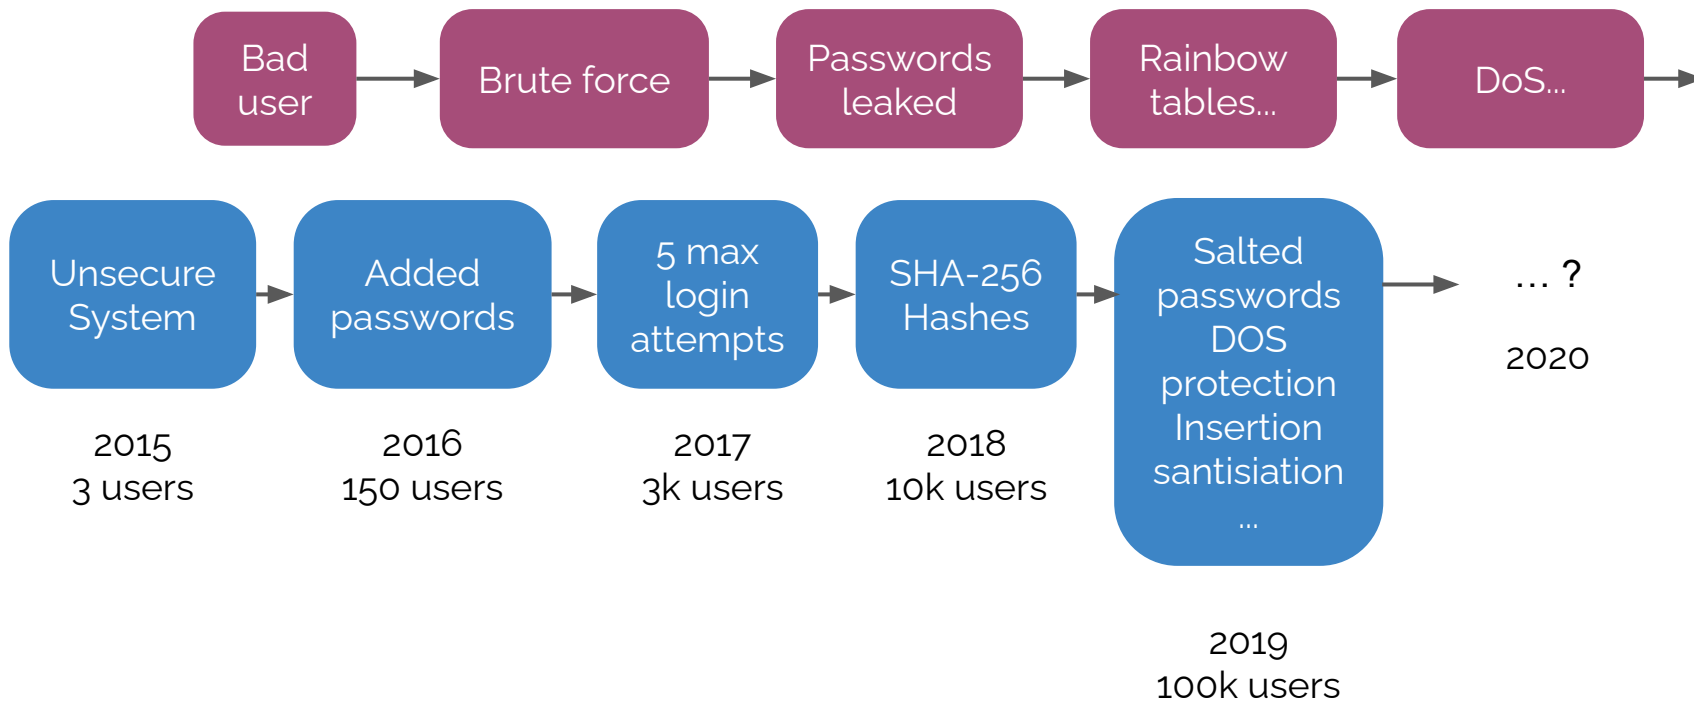 Bad
user
Brute force
Passwords
leaked
Rainbow
tables...
DoS...
Unsecure
System
Added
passwords
5 max
login
attempts
SHA-256
Hashes
Salted
passwords
DOS
protection
Insertion
santisiation
...
... ?
2020
2015
3 users
2016
150 users
2017
3k users
2018
10k users
2019
100k users